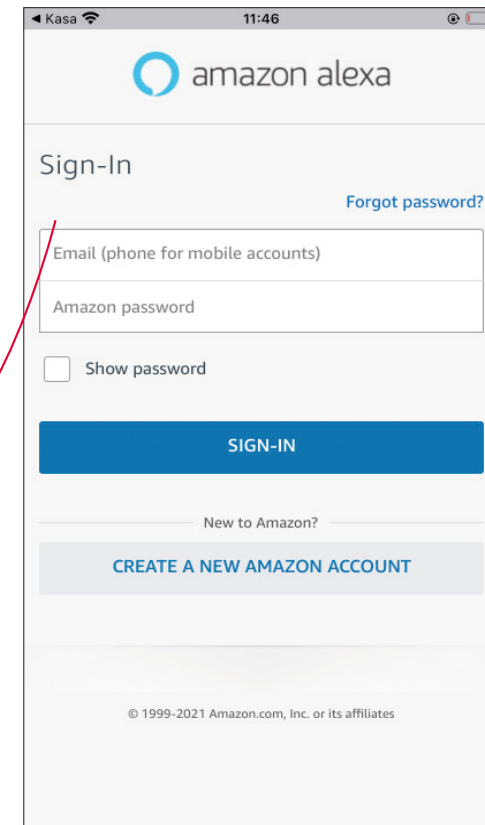 Kasa 11:46
amazon alexa
Sign-In
Forgot password?
Email (phone for mobile accounts)
Amazon password
Show password
SIGN-IN
New to Amazon?
CREATE A NEW AMAZON ACCOUNT
© 1999-2021 Amazon.com, Inc. or its affiliates